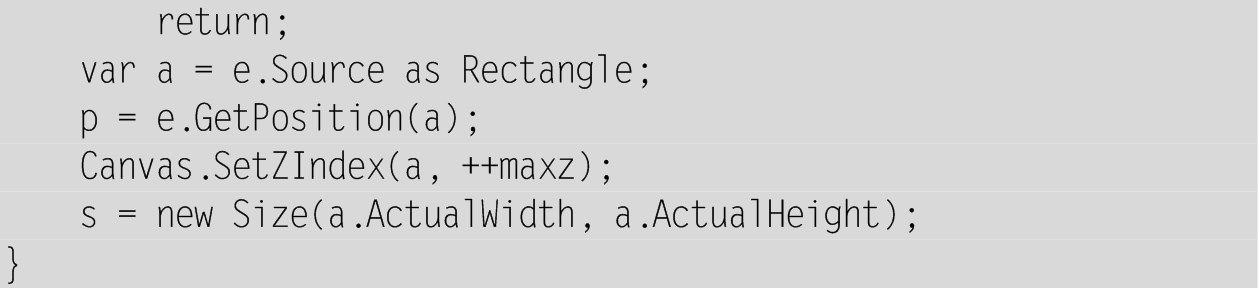 return;
    var a = e.Source as Rectangle;
    p = e.GetPosition(a);
    Canvas.SetZIndex(a, ++maxz);
    s = new Size(a.ActualWidth, a.ActualHeight);
}